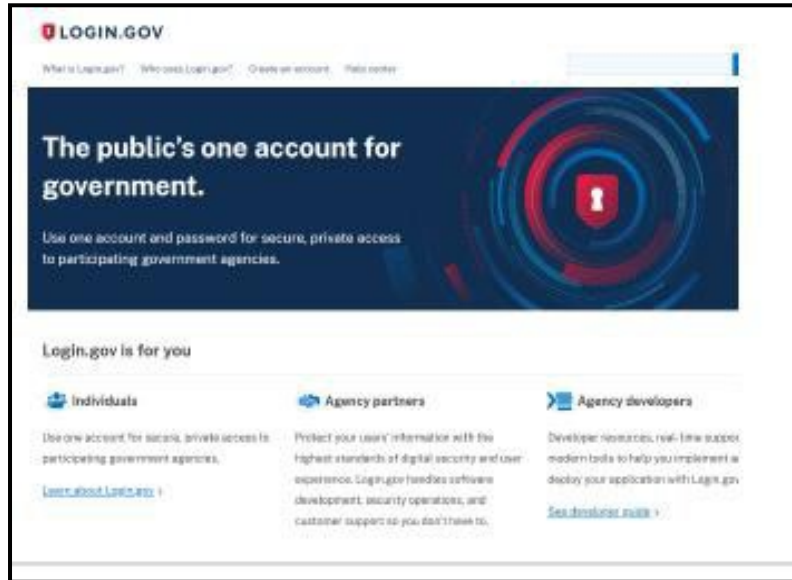 LOGIN.GOV
What is Login.gov? Who uses Login.gov? Create an account Help center
The public's one account for
government.
Use one account and password for secure, private access
to participating government agencies.
Login.gov is for you
Individuals
Agency partners
Agency developers
Use one account for secure, private access to
participating government agencies.
Learn about Login.gov ›
Protect your users' information with the
highest standards of digital security and user
experience. Login.gov handles software
development, security operations, and
customer support so you don't have to.
Developer resources, real-time suppor
modern tools to help you implement a
deploy your application with Login.gov
See developer guide ›